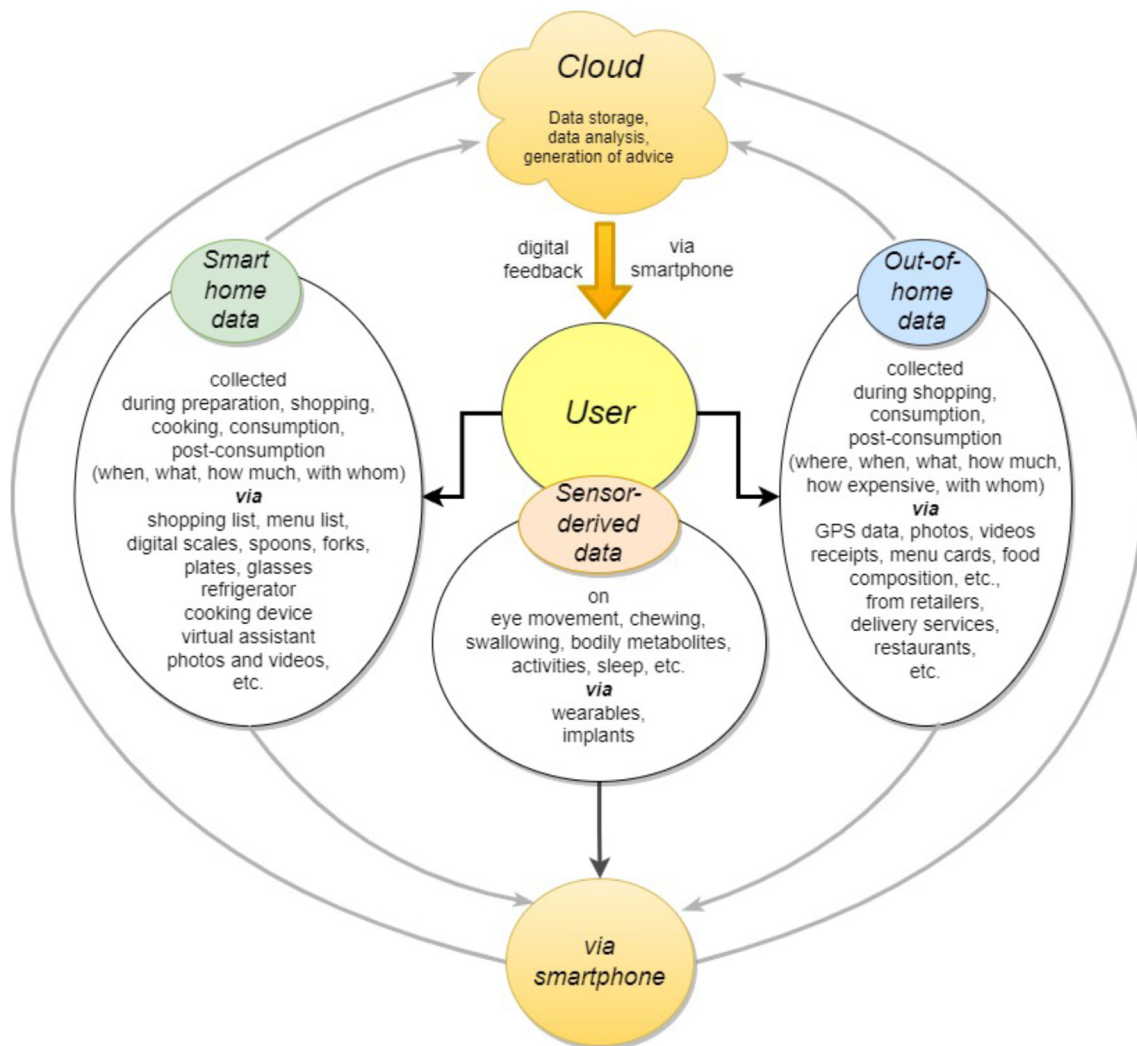 Cloud
Data storage,
data analysis,
generation of advice
digital
feedback
via
smartphone
Smart
home
data
collected
during preparation, shopping,
cooking, consumption,
post-consumption
(when, what, how much, with whom)
via
shopping list, menu list,
digital scales, spoons, forks,
plates, glasses
refrigerator
cooking device
virtual assistant
photos and videos,
etc.
User
Sensor-
derived
data
on
eye movement, chewing,
swallowing, bodily metabolites,
activities, sleep, etc.
via
wearables,
implants
Out-of-
home
data
collected
during shopping,
consumption,
post-consumption
(where, when, what, how much,
how expensive, with whom)
via
GPS data, photos, videos
receipts, menu cards, food
composition, etc.,
from retailers,
delivery services,
restaurants,
etc.
via
smartphone